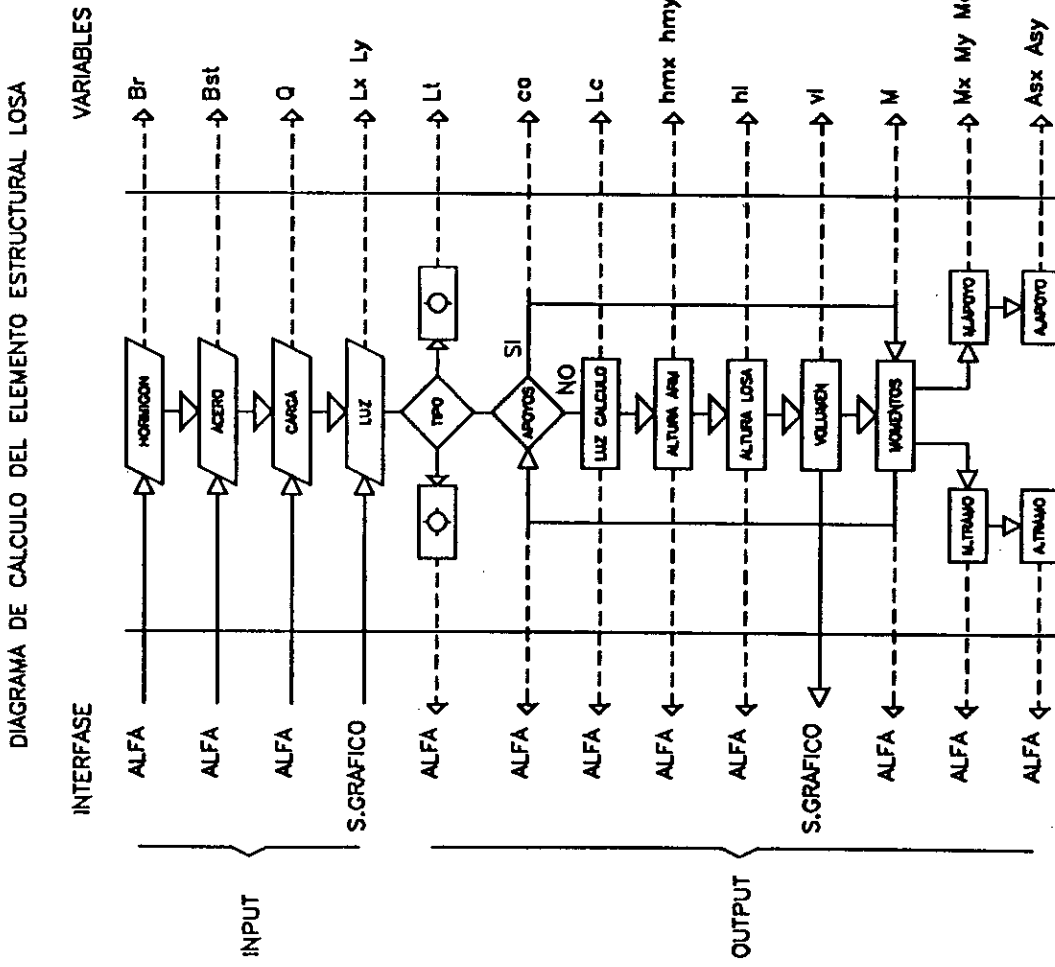 DIAGRAMA DE CALCULO DEL ELEMENTO ESTRUCTURAL LOSA
INTERFASE
VARIABLES
INPUT
ALFA
HORMIGON
Br
ALFA
ACERO
Bst
ALFA
CARGA
Q
S.GRAFICO
LUZ
Lx Ly
OUTPUT
ALFA
TIPO
Lt
ALFA
APOYOS
SI
NO
co
ALFA
LUZ CALCULO
Lc
ALFA
ALTURA ARM
hmx hmy
ALFA
ALTURA LOSA
hl
S.GRAFICO
VOLUMEN
vl
ALFA
MOMENTOS
M
ALFA
M.TRAMO
M.APOYO
Mx My
ALFA
A.TRAMO
A.APOYO
Asx Asy